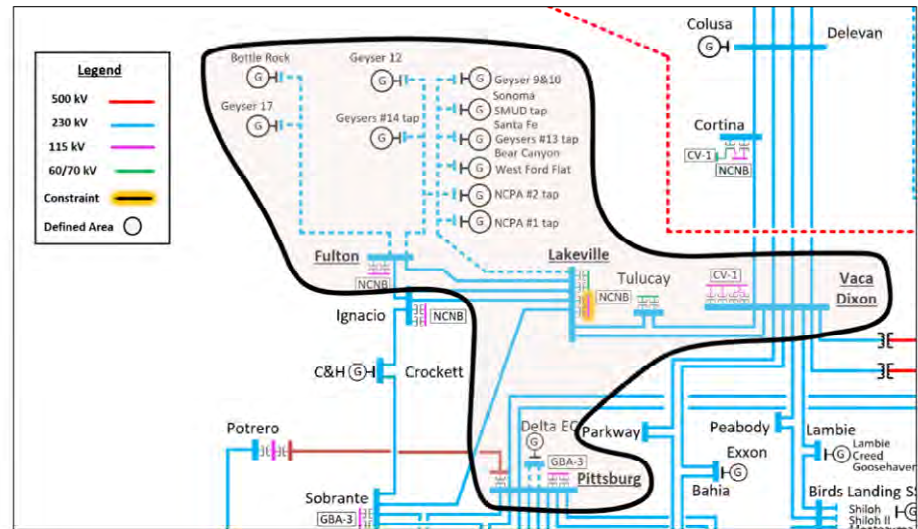 Legend
500 kV
230 kV
115 kV
60/70 kV
Constraint
Defined Area
Bottle Rock
G
Geyser 17
G
Geyser 12
G
Geysers #14 tap
G
G
Geyser 9&10
Sonoma
G
SMUD tap
Santa Fe
G
Geysers #13 tap
Bear Canyon
G
West Ford Flat
G
NCPA #2 tap
G
NCPA #1 tap
Colusa
G
Delevan
Cortina
CV-1
NCNB
Fulton
NCNB
Lakeville
NCNB
Tulucay
CV-1
Vaca
Dixon
Ignacio
NCNB
C&H
G
Crockett
Potrero
Delta EC
G
GBA-3
Pittsburg
Parkway
Peabody
Lambie
G
Lambie
Creed
Goosehaven
Exxon
G
Bahia
Sobrante
GBA-3
Birds Landing
Shiloh
Shiloh II
G